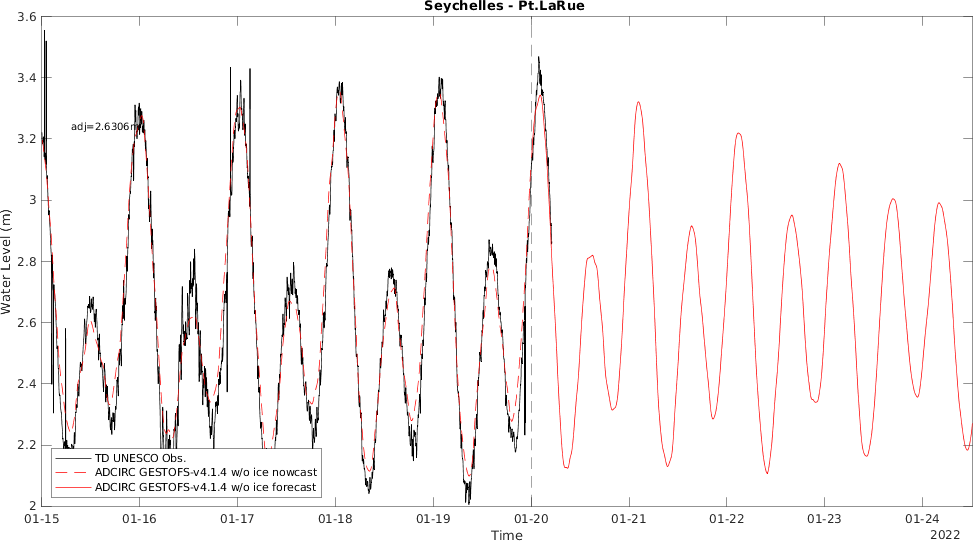 Seychelles - Pt.LaRue
3.6
3.4
adj=2.6306m
3.2
3
2.8
2.6
2.4
2.2
2
Water Level (m)
TD UNESCO Obs.
ADCIRC GESTOFS-v4.1.4 w/o ice nowcast
ADCIRC GESTOFS-v4.1.4 w/o ice forecast
01-15 01-16 01-17 01-18 01-19 01-20 01-21 01-22 01-23 01-24
Time
2022